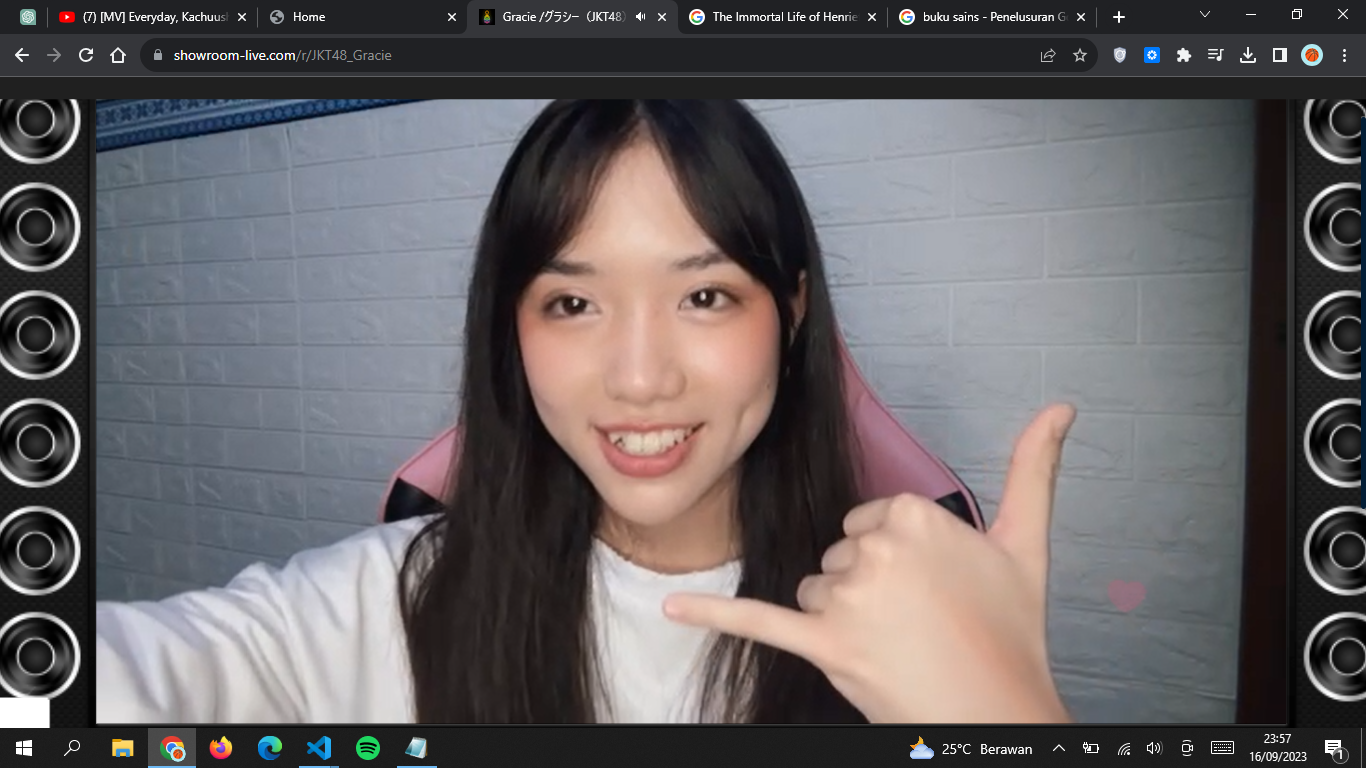 (7) [MV] Everyday, Kachuus
Home
Gracie /グラシー（JKT48）
The Immortal Life of Henrie
buku sains - Penelusuran G
showroom-live.com/r/JKT48_Gracie
25°C Berawan
23:57
16/09/2023
1